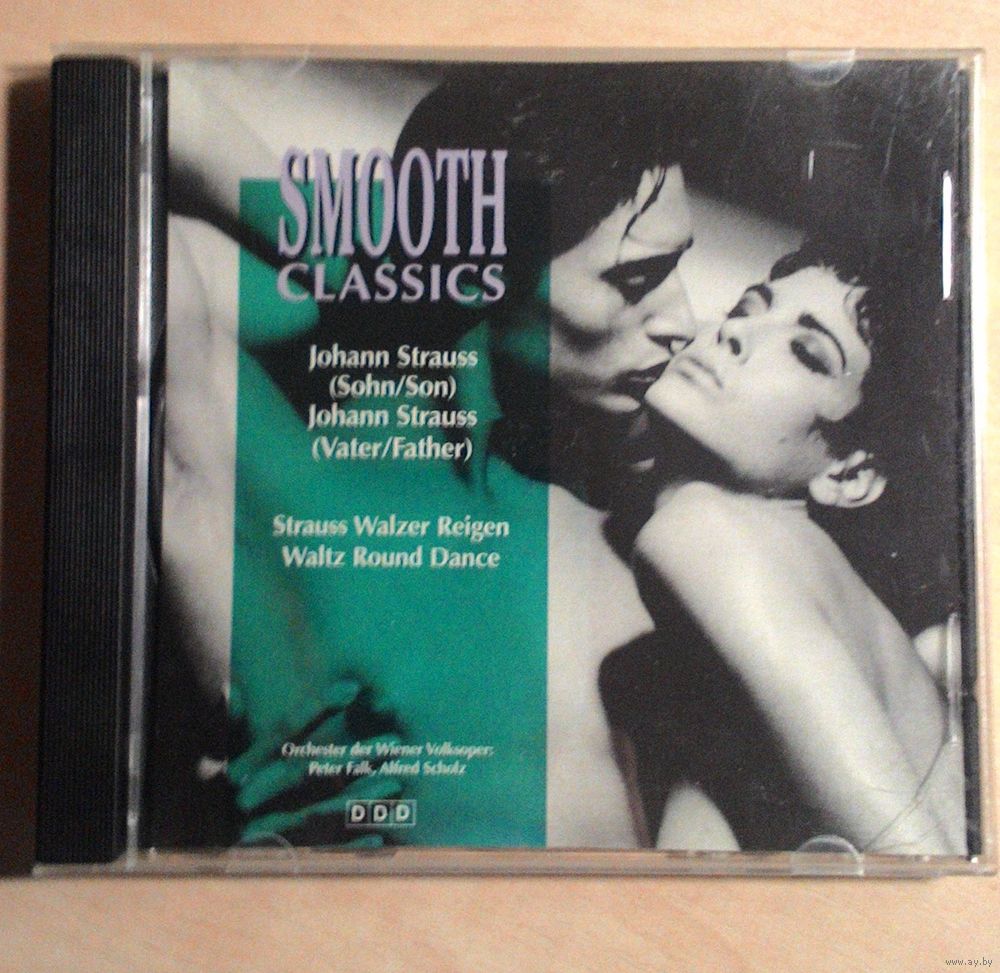 SMOOTH
CLASSICS
Johann Strauss
(Sohn/Son)
Johann Strauss
(Vater/Father)
Strauss Walzer Reigen
Waltz Round Dance
Orchester der Wiener Volksoper:
Peter Falk, Alfred Scholz
DDD
www.ay.by